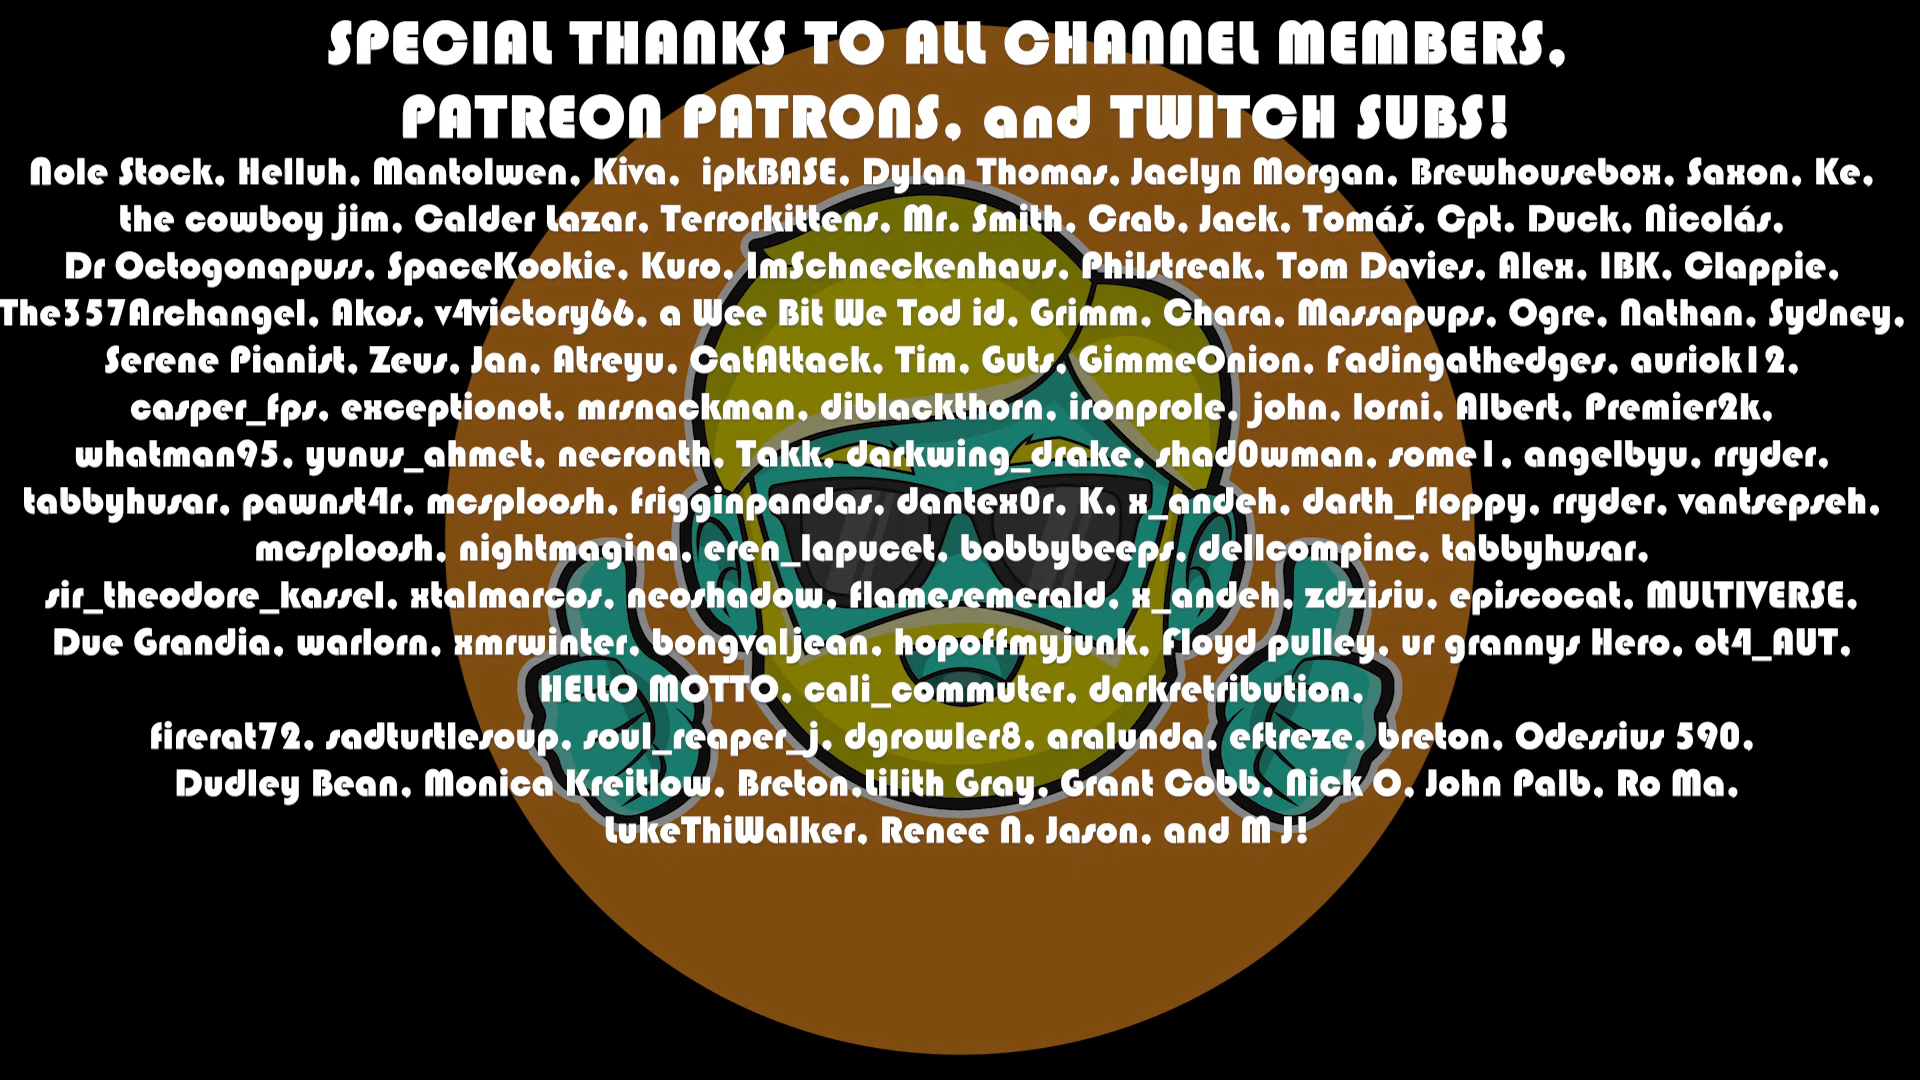 SPECIAL THANKS TO ALL CHANNEL MEMBERS,
PATREON PATRONS, and TWITCH SUBS!
Nole Stock, Helluh, Mantolwen, Kiva, ipkBASE, Dylan Thomas, Jaclyn Morgan, Brewhousebox, Saxon, Ke,
the cowboy jim, Calder Lazar, Terrorkittens, Mr. Smith, Crab, Jack, Tomáš, Cpt. Duck, Nicolás,
Dr Octogonapuss, SpaceKookie, Kuro, ImSchneckenhaus, Philstreak, Tom Davies, Alex, IBK, Clappie,
The357Archangel, Akos, v4victory66, a Wee Bit We Tod id, Grimm, Chara, Massapups, Ogre, Nathan, Sydney,
Serene Pianist, Zeus, Jan, Atreyu, CatAttack, Tim, Guts, GimmeOnion, Fadingathedges, auriok12,
casper_fps, exceptionot, mrsnackman, diblackthorn, ironprole, john, lorni, Albert, Premier2k,
whatman95, yunus_ahmet, necronth, Takk, darkwing_drake, shad0wman, some1, angelbyu, rryder,
tabbyhusar, pawnst4r, mcsploosh, frigginpandas, dantex0r, K, x_andeh, darth_floppy, rryder, vantsepseh,
mcsploosh, nightmagina, eren_lapucet, bobbybeeps, dellcompinc, tabbyhusar,
sir_theodore_kassel, xtalmarcos, neoshadow, flamesemerald, x_andeh, zdzisiu, episcocat, MULTIVERSE,
Due Grandia, warlorn, xmrwinter, bongvaljean, hopoffmyjunk, Floyd pulley, ur grannys Hero, ot4_AUT,
HELLO MOTTO, cali_commuter, darkretribution,
firerat72, sadturtlesoup, soul_reaper_j, dgrowler8, aralunda, eftreze, breton, Odessius 590,
Dudley Bean, Monica Kreitlow, Breton,Lilith Gray, Grant Cobb, Nick O, John Palb, Ro Ma,
LukeThiWalker, Renee N, Jason, and M J!